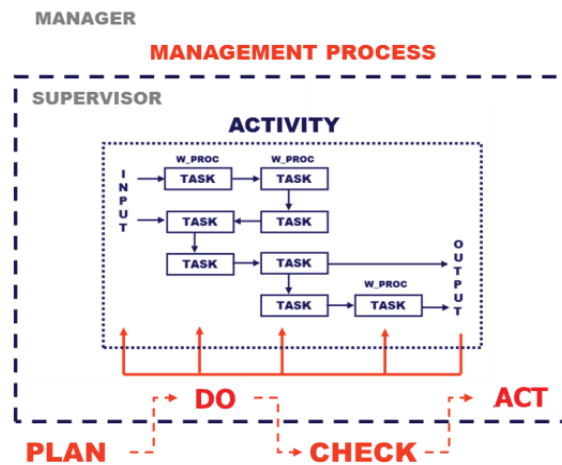 MANAGER
MANAGEMENT PROCESS
SUPERVISOR
ACTIVITY
INPUT
W_PROC
W_PROC
TASK
TASK
TASK
TASK
TASK
TASK
OUTPUT
W_PROC
TASK
TASK
DO
ACT
PLAN
CHECK